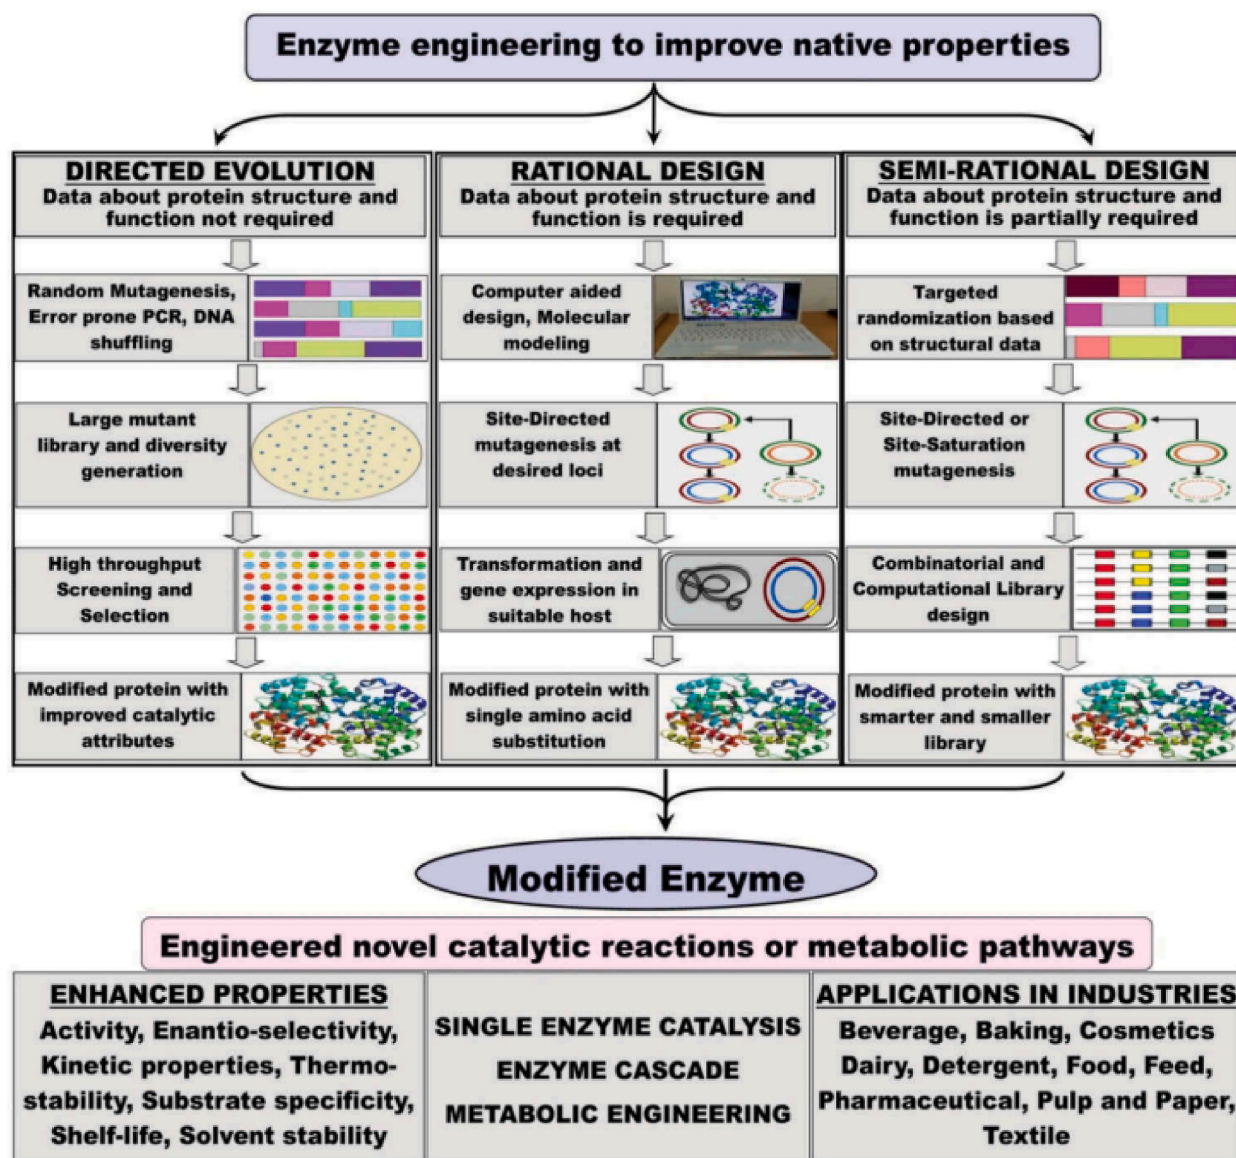 Enzyme engineering to improve native properties
DIRECTED EVOLUTION
Data about protein structure and
function not required
RATIONAL DESIGN
Data about protein structure and
function is required
SEMI-RATIONAL DESIGN
Data about protein structure and
function is partially required
Random Mutagenesis,
Error prone PCR, DNA
shuffling
Computer aided
design, Molecular
modeling
Targeted
randomization based
on structural data
Large mutant
library and diversity
generation
Site-Directed
mutagenesis at
desired loci
Site-Directed or
Site-Saturation
mutagenesis
High throughput
Screening and
Selection
Transformation and
gene expression in
suitable host
Combinatorial and
Computational Library
design
Modified protein with
improved catalytic
attributes
Modified protein with
single amino acid
substitution
Modified protein with
smarter and smaller
library
Modified Enzyme
Engineered novel catalytic reactions or metabolic pathways
ENHANCED PROPERTIES
Activity, Enantio-selectivity,
Kinetic properties, Thermo-
stability, Substrate specificity,
Shelf-life, Solvent stability
SINGLE ENZYME CATALYSIS
ENZYME CASCADE
METABOLIC ENGINEERING
APPLICATIONS IN INDUSTRIES
Beverage, Baking, Cosmetics
Dairy, Detergent, Food, Feed,
Pharmaceutical, Pulp and Paper,
Textile